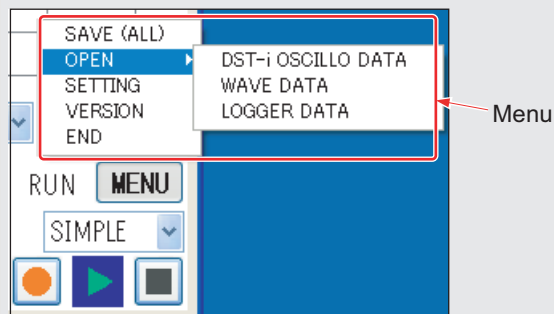 SAVE (ALL)
OPEN
SETTING
VERSION
END
DST-i OSCILLO DATA
WAVE DATA
LOGGER DATA
Menu
RUN MENU
SIMPLE